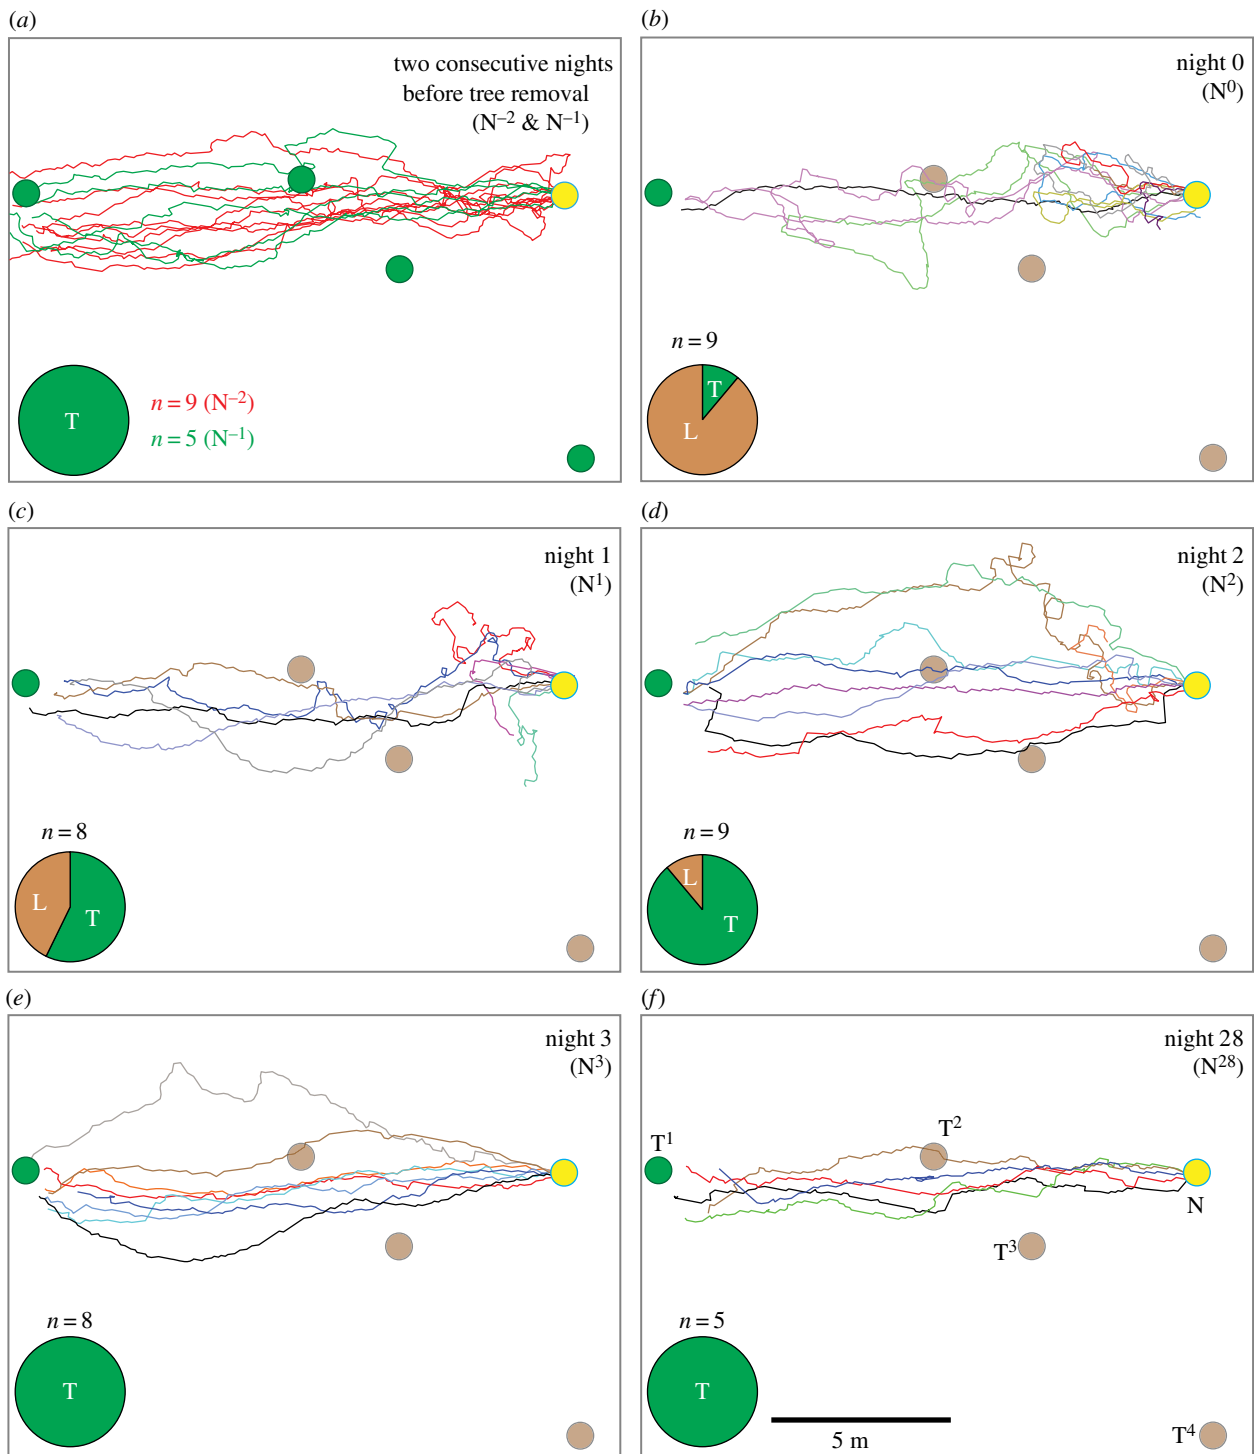 (a)
two consecutive nights
before tree removal
(N⁻² & N⁻¹)
T
n = 9 (N⁻²)
n = 5 (N⁻¹)
(b)
night 0
(N⁰)
n = 9
T
L
(c)
night 1
(N¹)
n = 8
L
T
(d)
night 2
(N²)
n = 9
L
T
(e)
night 3
(N³)
n = 8
T
(f)
night 28
(N²⁸)
T¹
T²
N
T³
n = 5
T
5 m
T⁴